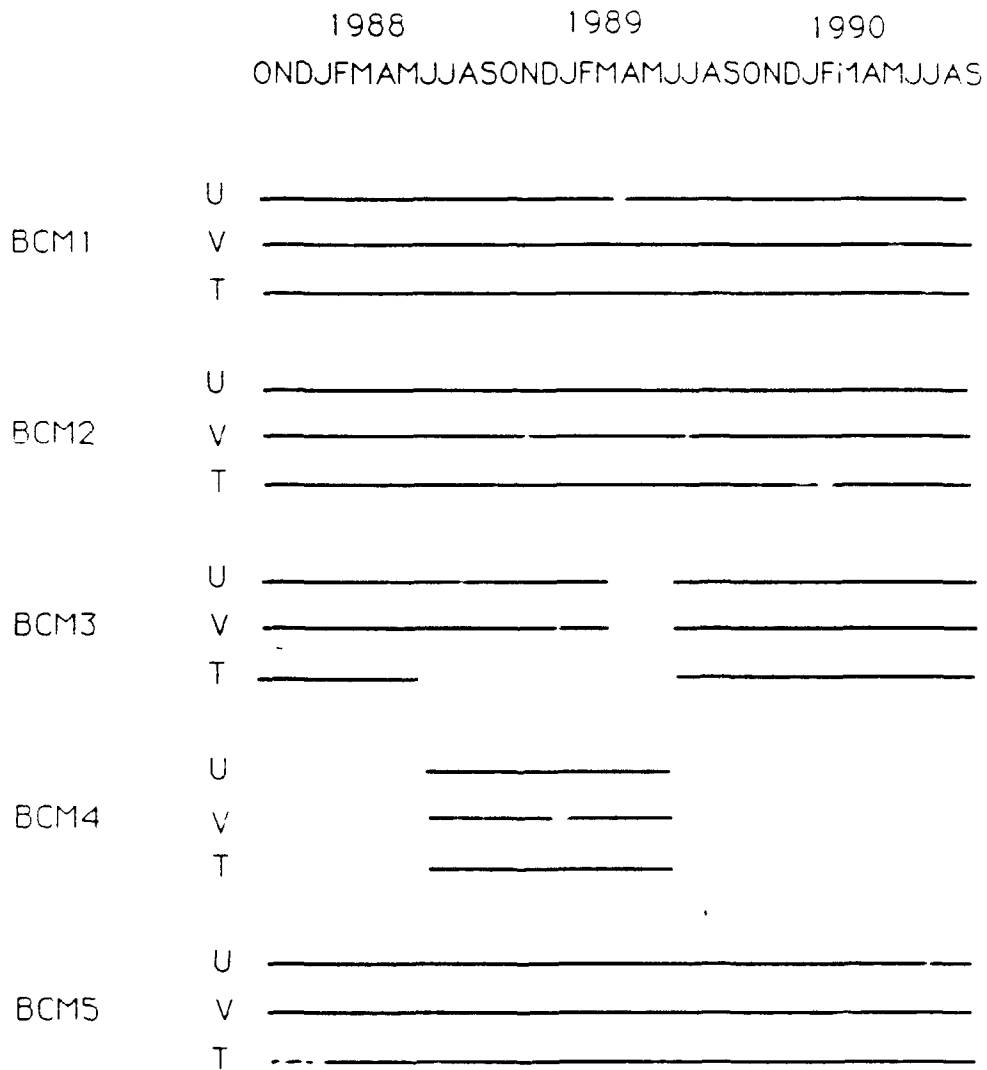 1988 1989 1990
ONDJFMAMJJASONDJFMAMJJASONDJFMAMJJAS
U
BCM1 V
T
U
BCM2 V
T
U
BCM3 V
T
U
BCM4 V
T
U
BCM5 V
T